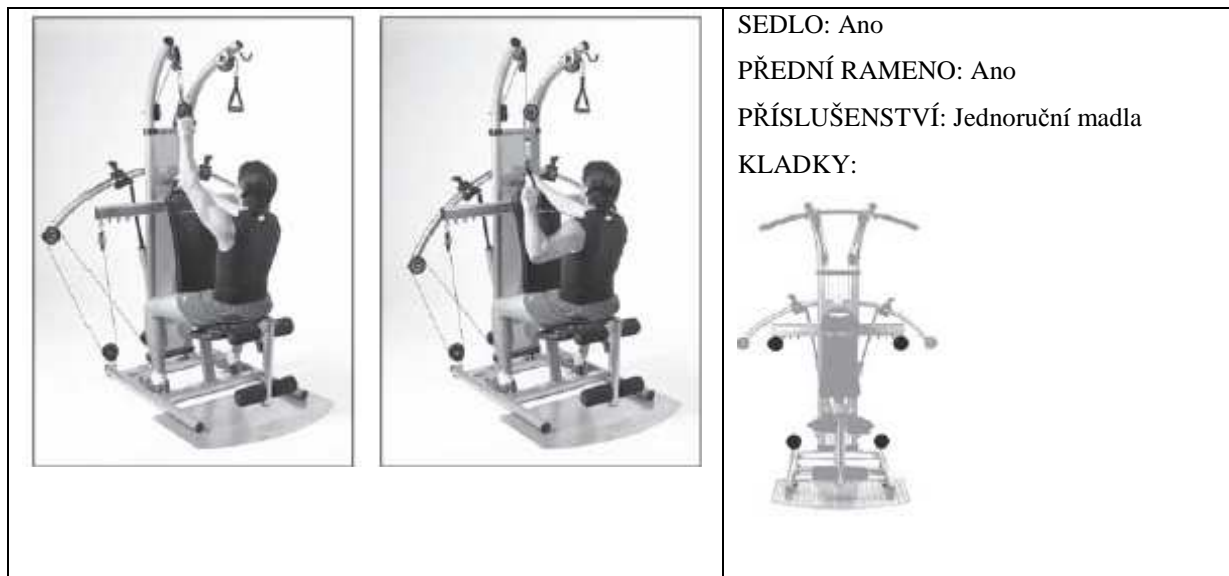 SEDLO: Ano
PŘEDNÍ RAMENO: Ano
PŘÍSLUŠENSTVÍ: Jednoruční madla
KLADKY: